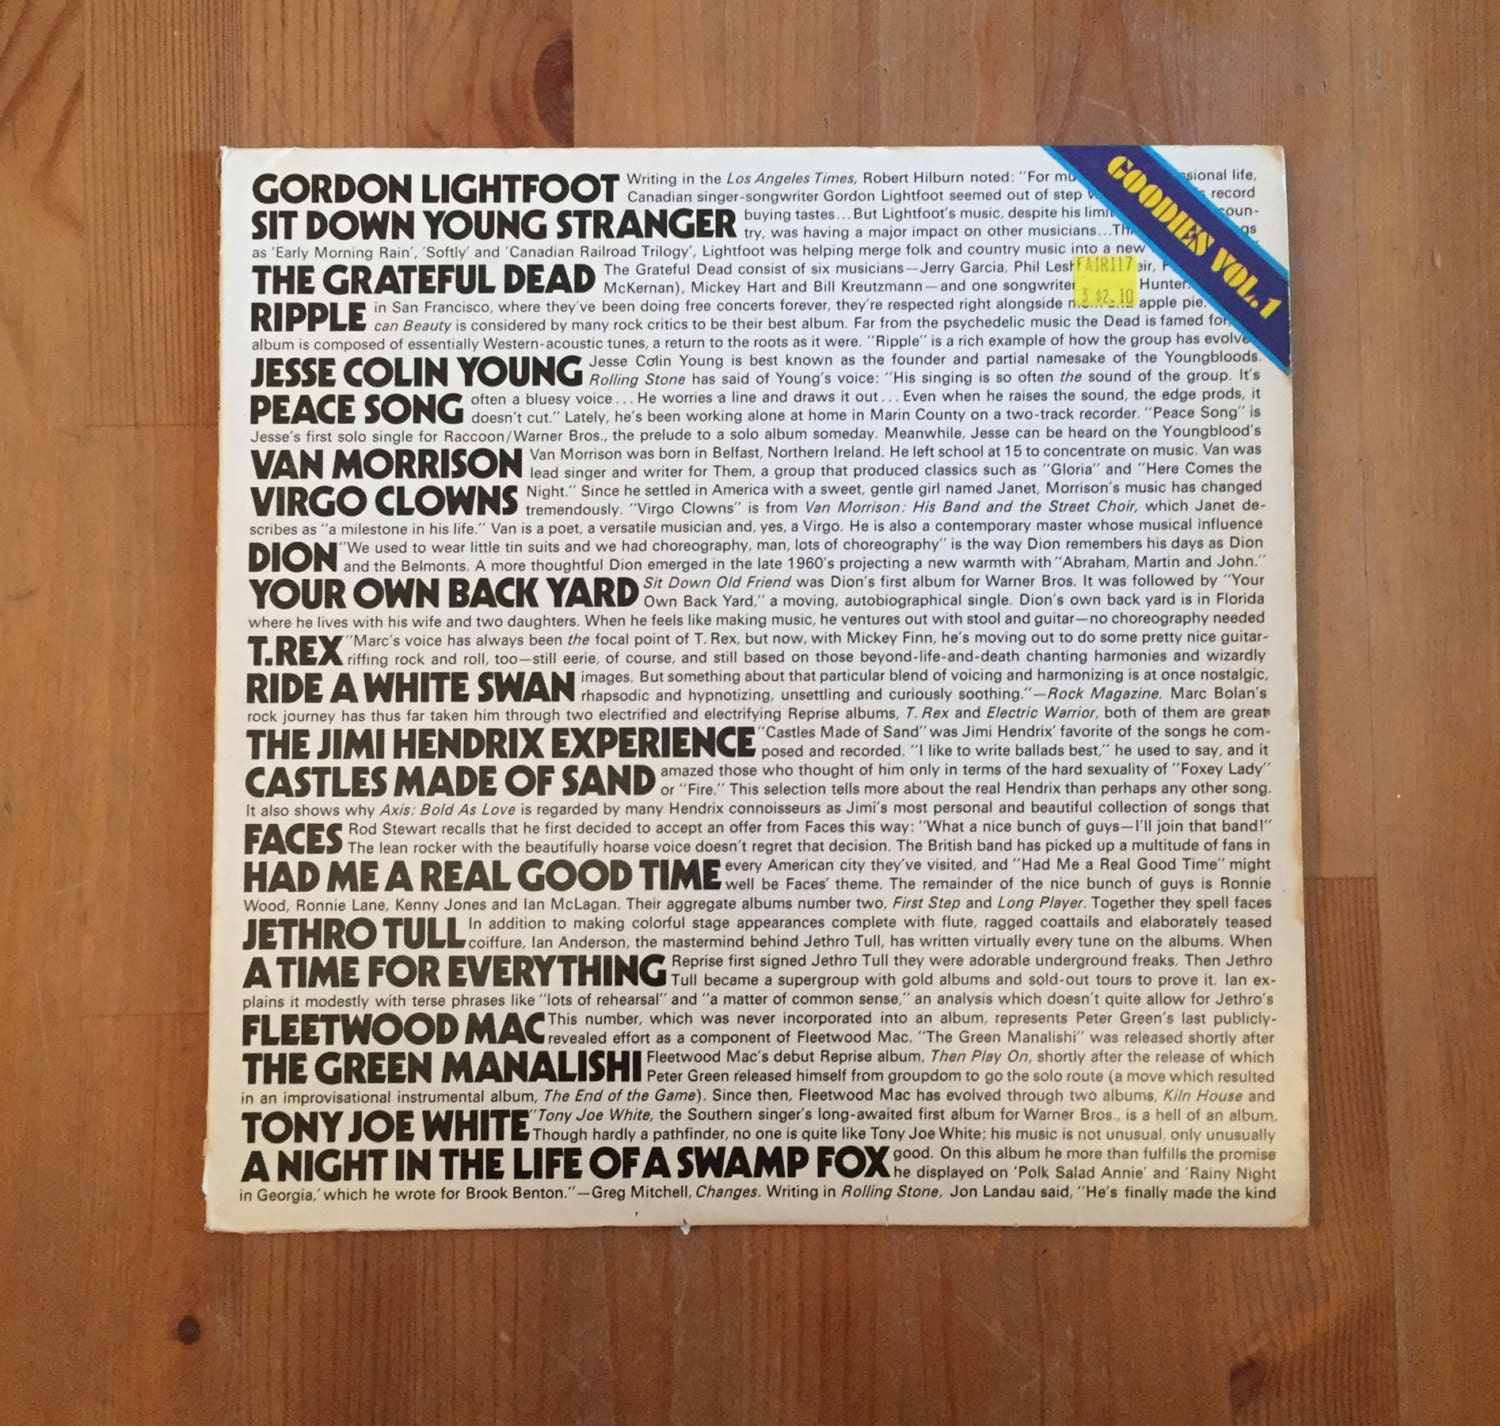 GORDON LIGHTFOOT Writing in the Los Angeles Times, Robert Hilburn noted: "For sional life,
Canadian singer-songwriter Gordon Lightfoot seemed out of step record
SIT DOWN YOUNG STRANGER buying tastes...But Lightfoot's music, despite his coun-
try, was having a major impact on other musicians...
as 'Early Morning Rain', 'Softly' and 'Canadian Railroad Trilogy', Lightfoot was helping merge folk and country music into a new
THE GRATEFUL DEAD The Grateful Dead consist of six musicians—Jerry Garcia, Phil
McKernan), Mickey Hart and Bill Kreutzmann—and one songwriter Hunter.
RIPPLE in San Francisco, where they've been doing free concerts forever, they're respected right alongside apple pie.
can Beauty is considered by many rock critics to be their best album. Far from the psychedelic music the Dead is famed for,
album is composed of essentially Western-acoustic tunes, a return to the roots as it were. "Ripple" is a rich example of how the group has evolve
JESSE COLIN YOUNG Jesse Colin Young is best known as the founder and partial namesake of the Youngbloods.
Rolling Stone has said of Young's voice: "His singing is so often the sound of the group. It's
PEACE SONG often a bluesy voice...He worries a line and draws it out...Even when he raises the sound, the edge prods, it
doesn't cut." Lately, he's been working alone at home in Marin County on a two-track recorder. "Peace Song" is
Jesse's first solo single for Raccoon/Warner Bros., the prelude to a solo album someday. Meanwhile, Jesse can be heard on the Youngblood's
VAN MORRISON Van Morrison was born in Belfast, Northern Ireland. He left school at 15 to concentrate on music. Van was
lead singer and writer for Them, a group that produced classics such as "Gloria" and "Here Comes the
VIRGO CLOWNS Night." Since he settled in America with a sweet, gentle girl named Janet, Morrison's music has changed
tremendously. "Virgo Clowns" is from Van Morrison: His Band and the Street Choir, which Janet de-
scribes as "a milestone in his life." Van is a poet, a versatile musician and, yes, a Virgo. He is also a contemporary master whose musical influence
DION "We used to wear little tin suits and we had choreography, man, lots of choreography" is the way Dion remembers his days as Dion
and the Belmonts. A more thoughtful Dion emerged in the late 1960's projecting a new warmth with "Abraham, Martin and John."
YOUR OWN BACK YARD Sit Down Old Friend was Dion's first album for Warner Bros. It was followed by "Your
Own Back Yard," a moving, autobiographical single. Dion's own back yard is in Florida
where he lives with his wife and two daughters. When he feels like making music, he ventures out with stool and guitar—no choreography needed
T.REX "Marc's voice has always been the focal point of T. Rex, but now, with Mickey Finn, he's moving out to do some pretty nice guitar-
riffing rock and roll, too—still eerie, of course, and still based on those beyond-life-and-death chanting harmonies and wizardly
RIDE A WHITE SWAN images. But something about that particular blend of voicing and harmonizing is at once nostalgic,
rhapsodic and hypnotizing, unsettling and curiously soothing."—Rock Magazine. Marc Bolan's
rock journey has thus far taken him through two electrified and electrifying Reprise albums, T. Rex and Electric Warrior, both of them are great
THE JIMI HENDRIX EXPERIENCE "Castles Made of Sand" was Jimi Hendrix' favorite of the songs he com-
posed and recorded. "I like to write ballads best," he used to say, and it
CASTLES MADE OF SAND amazed those who thought of him only in terms of the hard sexuality of "Foxey Lady"
or "Fire." This selection tells more about the real Hendrix than perhaps any other song.
It also shows why Axis: Bold As Love is regarded by many Hendrix connoisseurs as Jimi's most personal and beautiful collection of songs that
FACES Rod Stewart recalls that he first decided to accept an offer from Faces this way: "What a nice bunch of guys—I'll join that band!"
The lean rocker with the beautifully hoarse voice doesn't regret that decision. The British band has picked up a multitude of fans in
HAD ME A REAL GOOD TIME every American city they've visited, and "Had Me a Real Good Time" might
well be Faces' theme. The remainder of the nice bunch of guys is Ronnie
Wood, Ronnie Lane, Kenny Jones and Ian McLagan. Their aggregate albums number two, First Step and Long Player. Together they spell faces
JETHRO TULL In addition to making colorful stage appearances complete with flute, ragged coattails and elaborately teased
coiffure, Ian Anderson, the mastermind behind Jethro Tull, has written virtually every tune on the albums. When
A TIME FOR EVERYTHING Reprise first signed Jethro Tull they were adorable underground freaks. Then Jethro
Tull became a supergroup with gold albums and sold-out tours to prove it. Ian ex-
plains it modestly with terse phrases like "lots of rehearsal" and "a matter of common sense," an analysis which doesn't quite allow for Jethro's
FLEETWOOD MAC This number, which was never incorporated into an album, represents Peter Green's last publicly-
revealed effort as a component of Fleetwood Mac. "The Green Manalishi" was released shortly after
THE GREEN MANALISHI Fleetwood Mac's debut Reprise album, Then Play On, shortly after the release of which
Peter Green released himself from groupdom to go the solo route (a move which resulted
in an improvisational instrumental album, The End of the Game). Since then, Fleetwood Mac has evolved through two albums, Kiln House and
TONY JOE WHITE "Tony Joe White, the Southern singer's long-awaited first album for Warner Bros., is a hell of an album.
Though hardly a pathfinder, no one is quite like Tony Joe White; his music is not unusual, only unusually
A NIGHT IN THE LIFE OF A SWAMP FOX good. On this album he more than fulfills the promise
he displayed on 'Polk Salad Annie' and 'Rainy Night
in Georgia,' which he wrote for Brook Benton."—Greg Mitchell, Changes. Writing in Rolling Stone, Jon Landau said, "He's finally made the kind
GOODIES VOL.1
FAIR117
3 $2.10